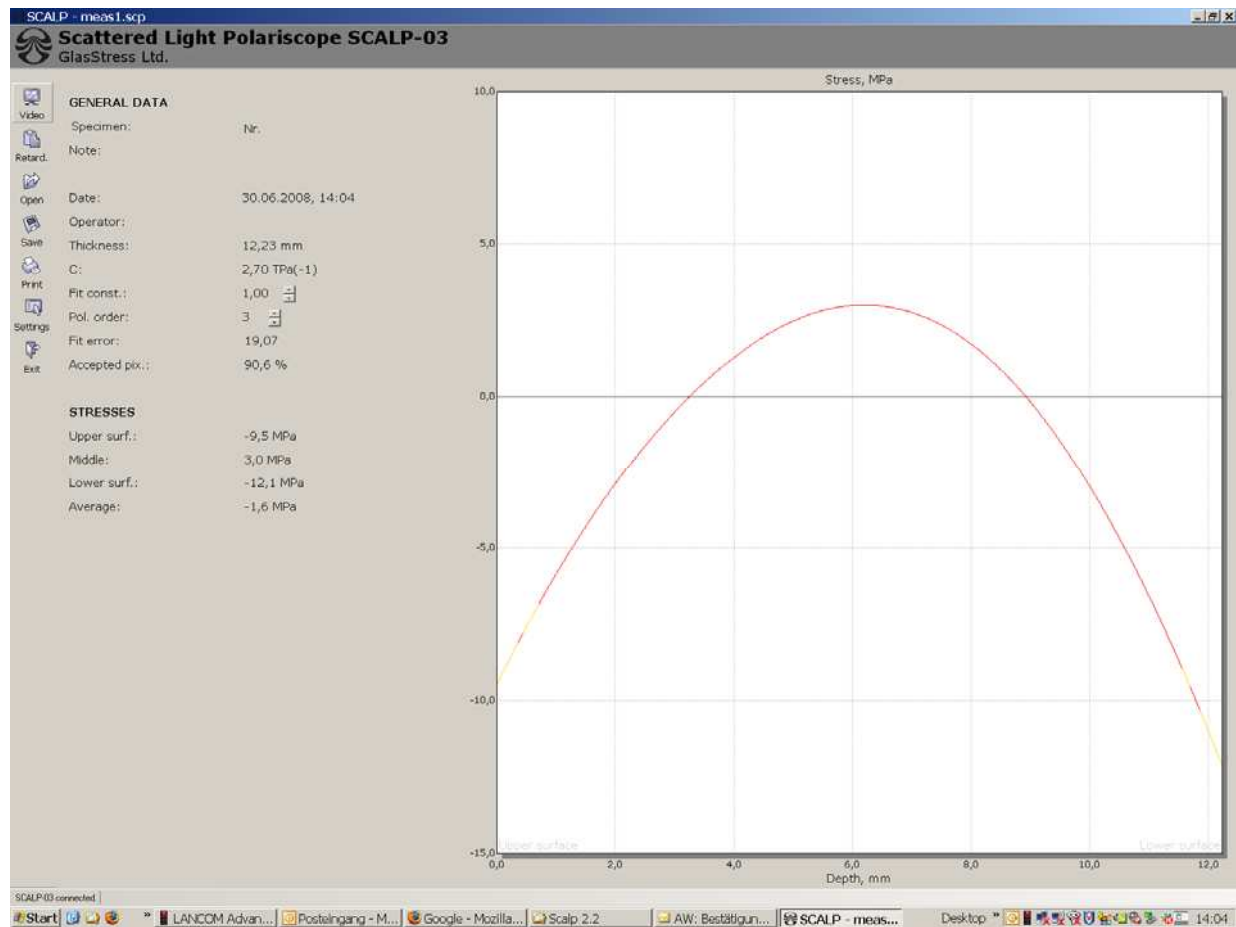 SCALP - meas1.scp
Scattered Light Polariscope SCALP-03
GlasStress Ltd.
Video
Retard.
Open
Save
Print
Settings
Exit
GENERAL DATA
Specimen: Nr.
Note:
Date: 30.06.2008, 14:04
Operator:
Thickness: 12,23 mm
C: 2,70 TPa(-1)
Fit const.: 1,00
Pol. order: 3
Fit error: 19,07
Accepted pix.: 90,6 %
STRESSES
Upper surf.: -9,5 MPa
Middle: 3,0 MPa
Lower surf.: -12,1 MPa
Average: -1,6 MPa
Stress, MPa
10,0
5,0
0,0
-5,0
-10,0
-15,0
Upper surface Lower surface
0,0 2,0 4,0 6,0 8,0 10,0 12,0
Depth, mm
SCALP-03 connected
Start » LANCOM Advan... Posteingang - M... Google - Mozilla... Scalp 2.2 AW: Bestätigun... SCALP - meas... Desktop » 14:04